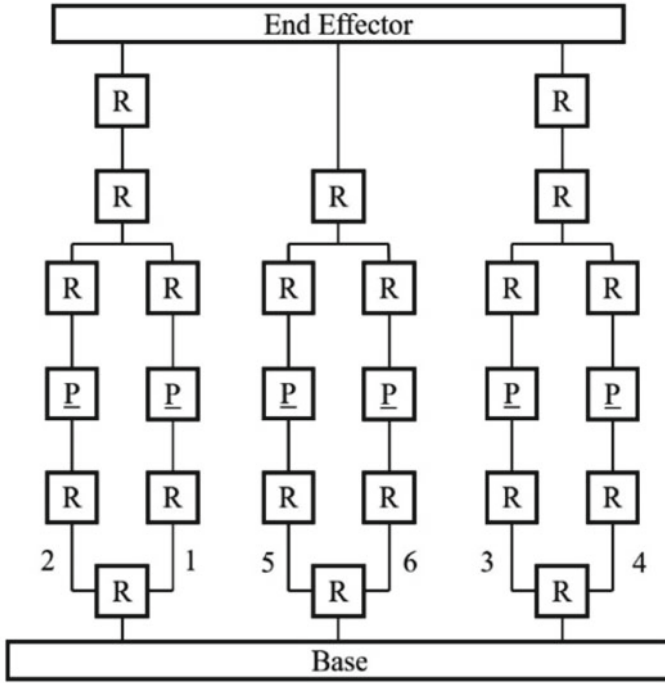 End Effector
R R
R R R
R R R R R R
P P P P P P
R R R R R R
2 1 5 6 3 4
R R R
Base